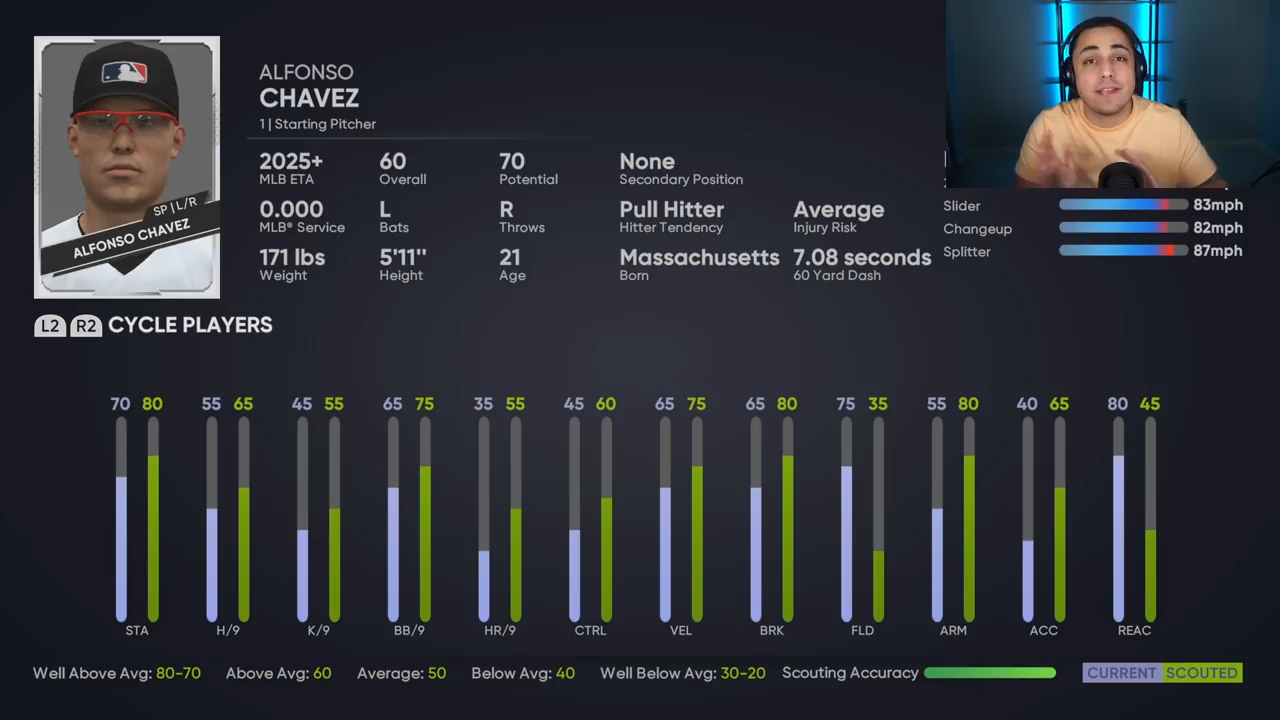 ALFONSO
CHAVEZ
1 | Starting Pitcher
2025+ 60 70 None
MLB ETA Overall Potential Secondary Position
0.000 L R Pull Hitter Average
MLB® Service Bats Throws Hitter Tendency Injury Risk
171 lbs 5'11" 21 Massachusetts 7.08 seconds
Weight Height Age Born 60 Yard Dash
SP | L/R
ALFONSO CHAVEZ
Slider 83mph
Changeup 82mph
Splitter 87mph
L2 R2 CYCLE PLAYERS
70 80 55 65 45 55 65 75 35 55 45 60 65 75 65 80 75 35 55 80 40 65 80 45
STA H/9 K/9 BB/9 HR/9 CTRL VEL BRK FLD ARM ACC REAC
Well Above Avg: 80-70 Above Avg: 60 Average: 50 Below Avg: 40 Well Below Avg: 30-20 Scouting Accuracy CURRENT SCOUTED